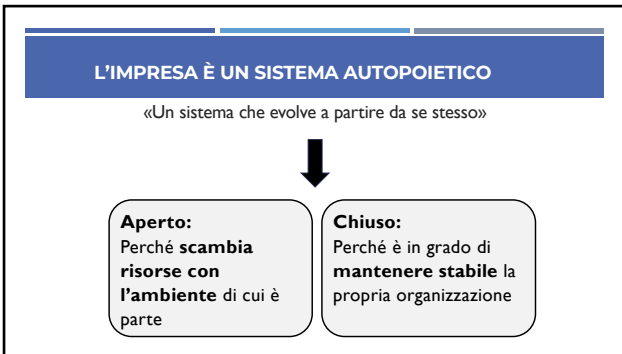 L'IMPRESA È UN SISTEMA AUTOPOIETICO
«Un sistema che evolve a partire da se stesso»
Aperto:
Perché scambia
risorse con
l'ambiente di cui è
parte
Chiuso:
Perché è in grado di
mantenere stabile la
propria organizzazione